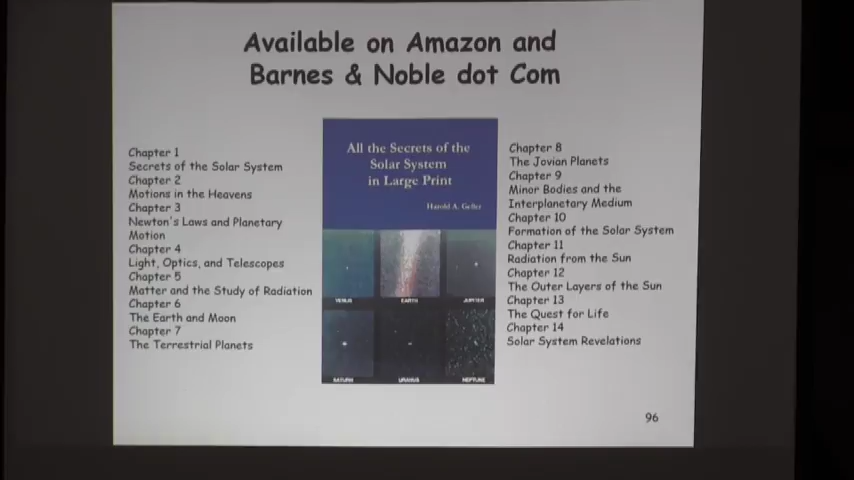 Available on Amazon and
Barnes & Noble dot Com
Chapter 1
Secrets of the Solar System
Chapter 2
Motions in the Heavens
Chapter 3
Newton's Laws and Planetary
Motion
Chapter 4
Light, Optics, and Telescopes
Chapter 5
Matter and the Study of Radiation
Chapter 6
The Earth and Moon
Chapter 7
The Terrestrial Planets
All the Secrets of the
Solar System
in Large Print
Harold A. Geller
VENUS
EARTH
JUPITER
SATURN
URANUS
NEPTUNE
Chapter 8
The Jovian Planets
Chapter 9
Minor Bodies and the
Interplanetary Medium
Chapter 10
Formation of the Solar System
Chapter 11
Radiation from the Sun
Chapter 12
The Outer Layers of the Sun
Chapter 13
The Quest for Life
Chapter 14
Solar System Revelations
96